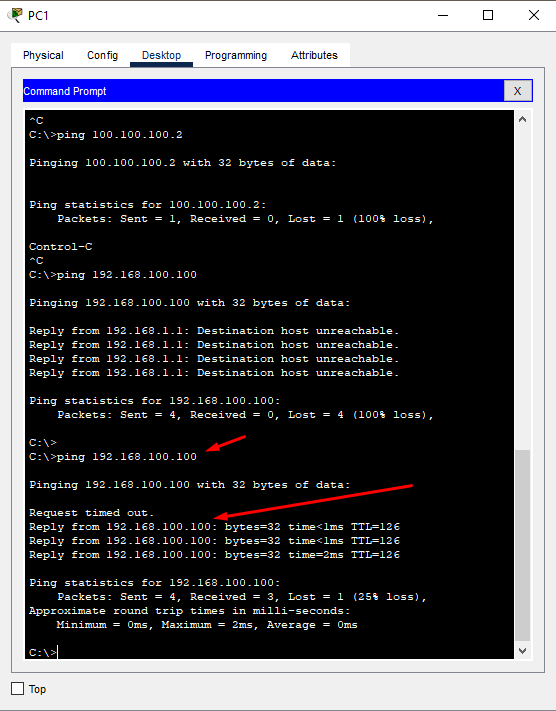 PC1
Physical Config Desktop Programming Attributes
Command Prompt X
^C
C:\>ping 100.100.100.2
Pinging 100.100.100.2 with 32 bytes of data:
Ping statistics for 100.100.100.2:
Packets: Sent = 1, Received = 0, Lost = 1 (100% loss),
Control-C
^C
C:\>ping 192.168.100.100
Pinging 192.168.100.100 with 32 bytes of data:
Reply from 192.168.1.1: Destination host unreachable.
Reply from 192.168.1.1: Destination host unreachable.
Reply from 192.168.1.1: Destination host unreachable.
Reply from 192.168.1.1: Destination host unreachable.
Ping statistics for 192.168.100.100:
Packets: Sent = 4, Received = 0, Lost = 4 (100% loss),
C:\>
C:\>ping 192.168.100.100
Pinging 192.168.100.100 with 32 bytes of data:
Request timed out.
Reply from 192.168.100.100: bytes=32 time<1ms TTL=126
Reply from 192.168.100.100: bytes=32 time<1ms TTL=126
Reply from 192.168.100.100: bytes=32 time=2ms TTL=126
Ping statistics for 192.168.100.100:
Packets: Sent = 4, Received = 3, Lost = 1 (25% loss),
Approximate round trip times in milli-seconds:
Minimum = 0ms, Maximum = 2ms, Average = 0ms
C:\>
Top